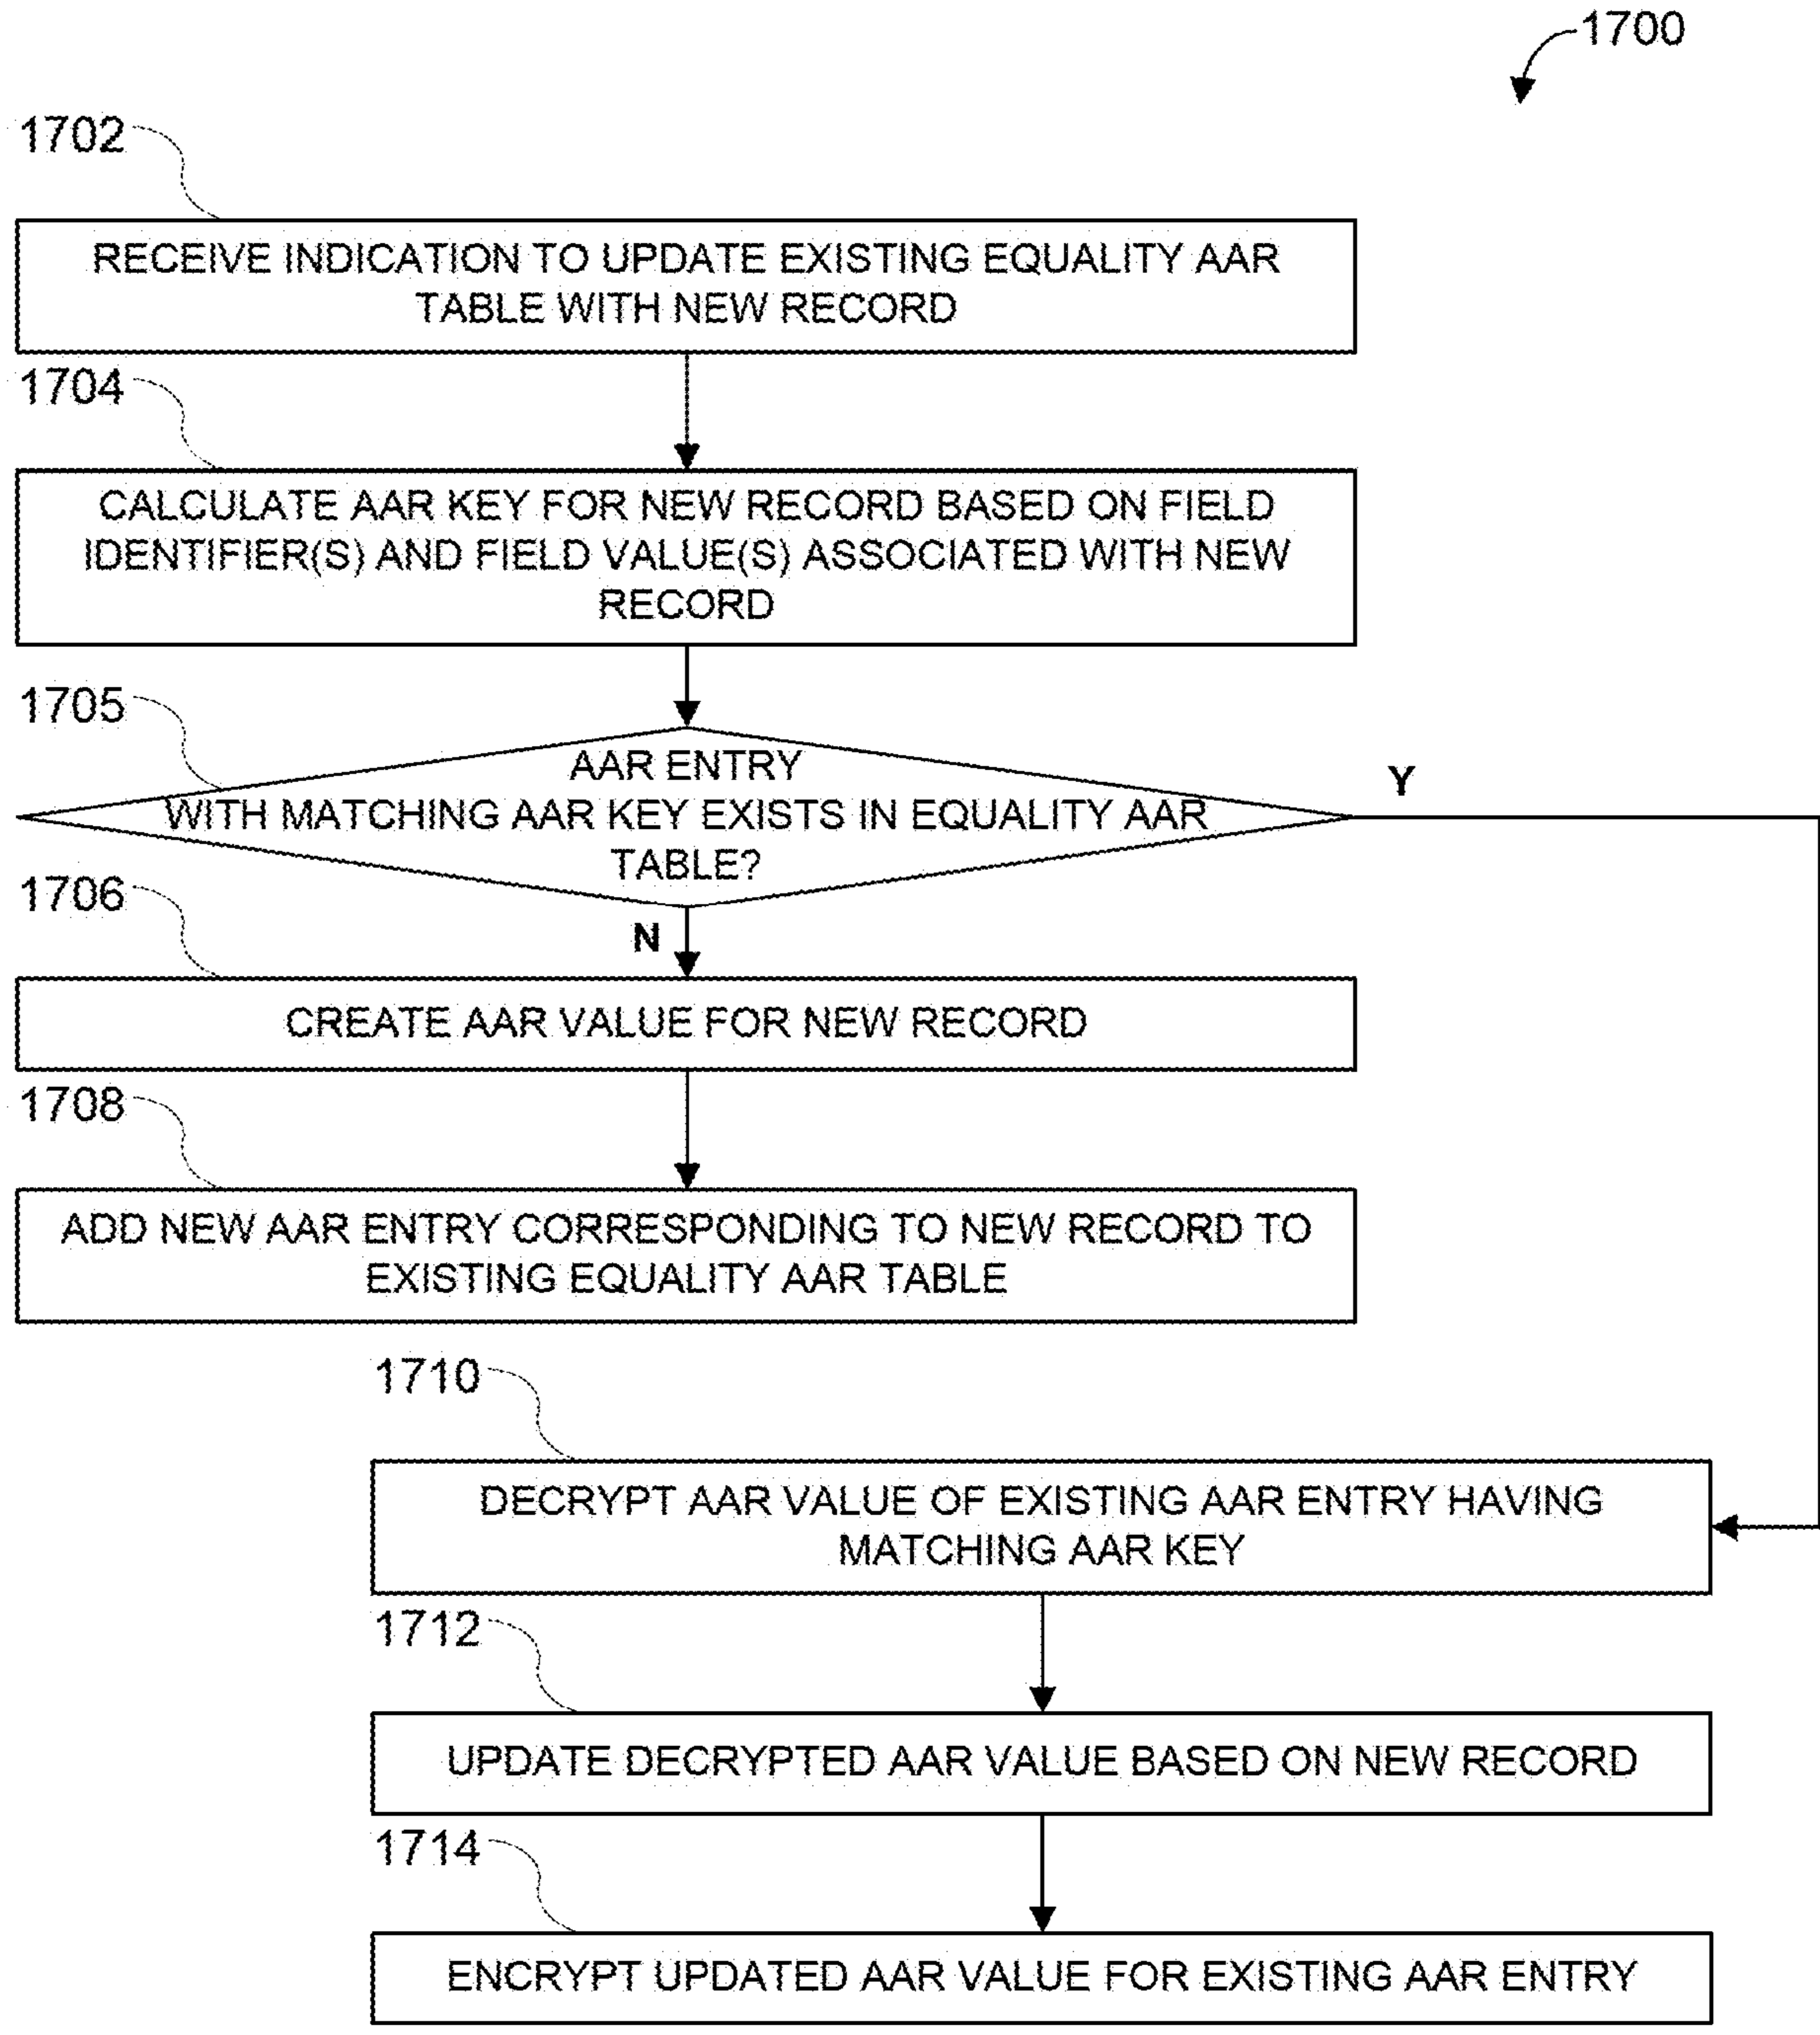 1700
1702
RECEIVE INDICATION TO UPDATE EXISTING EQUALITY AAR
TABLE WITH NEW RECORD
1704
CALCULATE AAR KEY FOR NEW RECORD BASED ON FIELD
IDENTIFIER(S) AND FIELD VALUE(S) ASSOCIATED WITH NEW
RECORD
1705
AAR ENTRY
WITH MATCHING AAR KEY EXISTS IN EQUALITY AAR
TABLE?
Y
N
1706
CREATE AAR VALUE FOR NEW RECORD
1708
ADD NEW AAR ENTRY CORRESPONDING TO NEW RECORD TO
EXISTING EQUALITY AAR TABLE
1710
DECRYPT AAR VALUE OF EXISTING AAR ENTRY HAVING
MATCHING AAR KEY
1712
UPDATE DECRYPTED AAR VALUE BASED ON NEW RECORD
1714
ENCRYPT UPDATED AAR VALUE FOR EXISTING AAR ENTRY